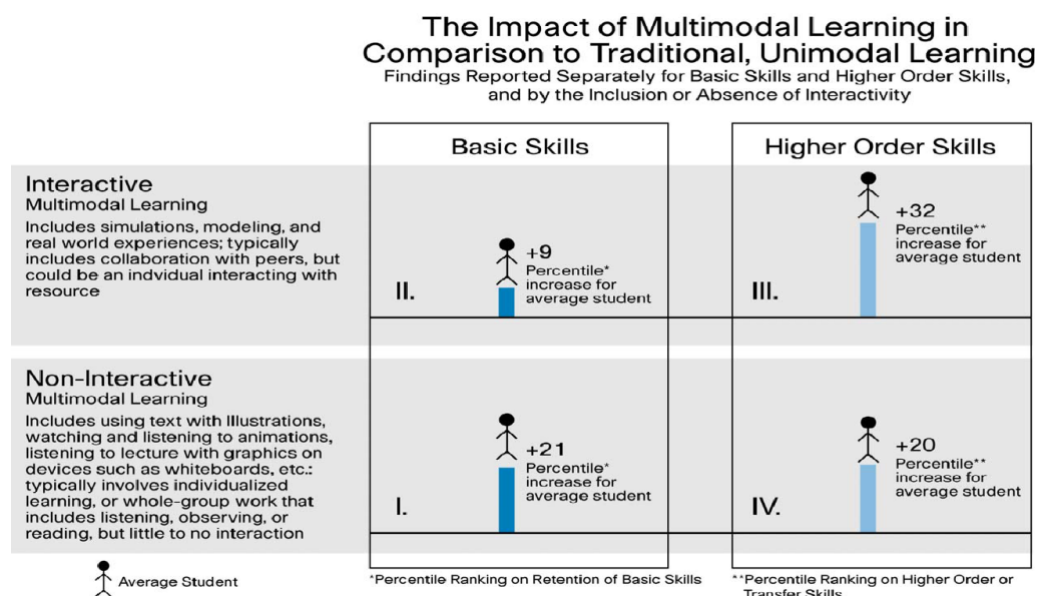 The Impact of Multimodal Learning in
Comparison to Traditional, Unimodal Learning
Findings Reported Separately for Basic Skills and Higher Order Skills,
and by the Inclusion or Absence of Interactivity
Basic Skills
Higher Order Skills
Interactive
Multimodal Learning
Includes simulations, modeling, and
real world experiences; typically
includes collaboration with peers, but
could be an indvidual interacting with
resource
II.
+9
Percentile*
increase for
average student
III.
+32
Percentile**
increase for
average student
Non-Interactive
Multimodal Learning
Includes using text with Illustrations,
watching and listening to animations,
listening to lecture with graphics on
devices such as whiteboards, etc.:
typically involves individualized
learning, or whole-group work that
includes listening, observing, or
reading, but little to no interaction
I.
+21
Percentile*
increase for
average student
IV.
+20
Percentile**
increase for
average student
Average Student
*Percentile Ranking on Retention of Basic Skills
**Percentile Ranking on Higher Order or
Transfer Skills